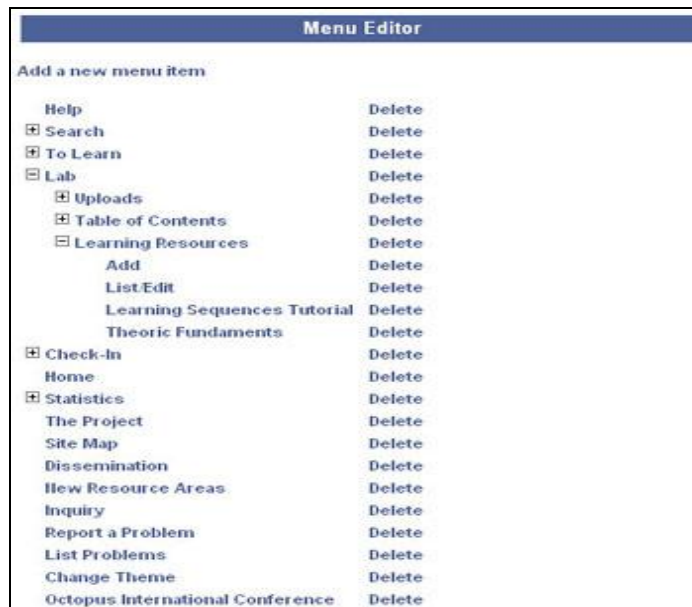 Menu Editor
Add a new menu item
Help Delete
Search Delete
To Learn Delete
Lab Delete
Uploads Delete
Table of Contents Delete
Learning Resources Delete
Add Delete
List/Edit Delete
Learning Sequences Tutorial Delete
Theoric Fundaments Delete
Check-In Delete
Home Delete
Statistics Delete
The Project Delete
Site Map Delete
Dissemination Delete
New Resource Areas Delete
Inquiry Delete
Report a Problem Delete
List Problems Delete
Change Theme Delete
Octopus International Conference Delete